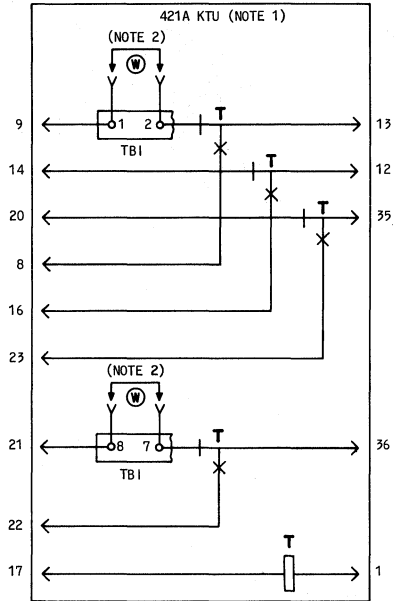 421A KTU (NOTE 1)
(NOTE 2)
W
T
9 1 2 13
TB1
T
14 12
T
20 35
8
16
23
(NOTE 2)
W
T
21 8 7 36
TB1
22
T
17 1